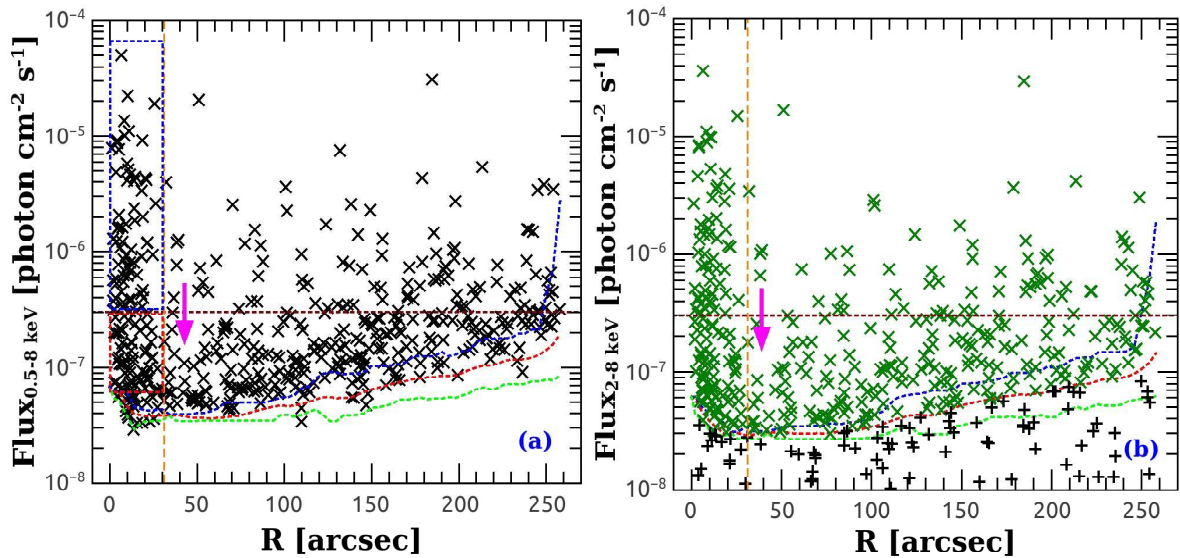 10⁻⁴
10⁻⁵
10⁻⁶
10⁻⁷
10⁻⁸
Flux0.5-8 keV [photon cm⁻² s⁻¹]
0 50 100 150 200 250
R [arcsec]
(a)
10⁻⁴
10⁻⁵
10⁻⁶
10⁻⁷
10⁻⁸
Flux2-8 keV [photon cm⁻² s⁻¹]
0 50 100 150 200 250
R [arcsec]
(b)